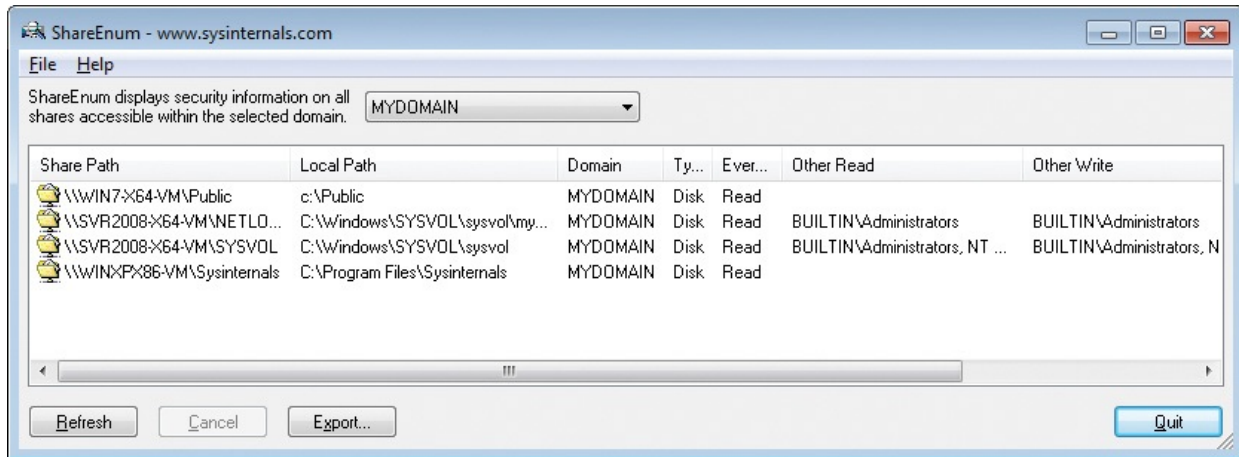 ShareEnum - www.sysinternals.com
File Help
ShareEnum displays security information on all
shares accessible within the selected domain.
MYDOMAIN
Share Path Local Path Domain Ty... Ever... Other Read Other Write
\\WIN7-X64-VM\Public c:\Public MYDOMAIN Disk Read
\\SVR2008-X64-VM\NETLO... C:\Windows\SYSVOL\sysvol\my... MYDOMAIN Disk Read BUILTIN\Administrators BUILTIN\Administrators
\\SVR2008-X64-VM\SYSVOL C:\Windows\SYSVOL\sysvol MYDOMAIN Disk Read BUILTIN\Administrators, NT ... BUILTIN\Administrators, N
\\WINXPX86-VM\Sysinternals C:\Program Files\Sysinternals MYDOMAIN Disk Read
Refresh Cancel Export... Quit